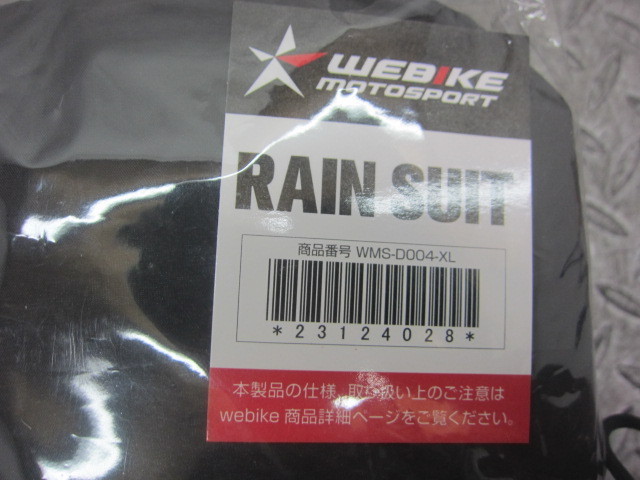 WEBIKE
MOTOSPORT
RAIN SUIT
商品番号 WMS-D004-XL
*23124028*
本製品の仕様、取り扱い上のご注意は
webike 商品詳細ページをご覧ください。